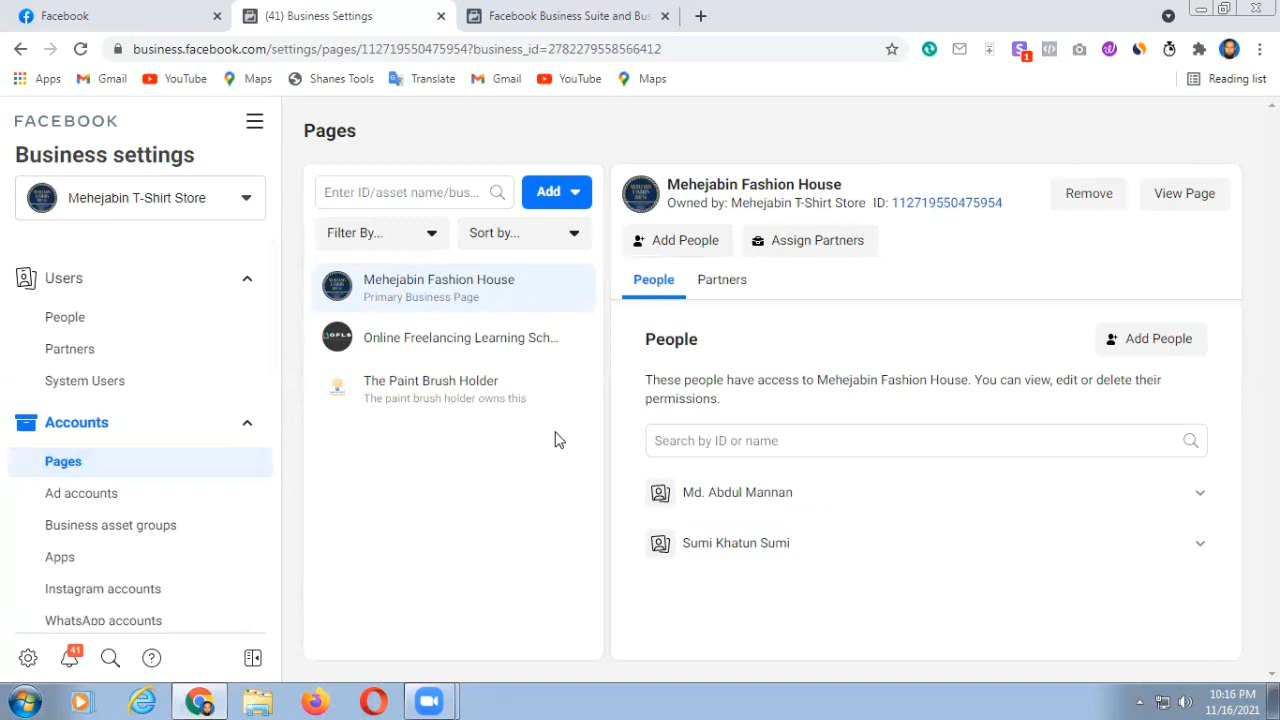 Facebook
(41) Business Settings
Facebook Business Suite and Bus
business.facebook.com/settings/pages/112719550475954?business_id=2782279558566412
1
Apps
Gmail
YouTube
Maps
Shanes Tools
Translate
Gmail
YouTube
Maps
Reading list
FACEBOOK
Business settings
Mehejabin T-Shirt Store
Users
People
Partners
System Users
Accounts
Pages
Ad accounts
Business asset groups
Apps
Instagram accounts
WhatsApp accounts
41
Pages
Enter ID/asset name/bus...
Add
Filter By...
Sort by...
Mehejabin Fashion House
Primary Business Page
Online Freelancing Learning Sch...
The Paint Brush Holder
The paint brush holder owns this
Mehejabin Fashion House
Owned by: Mehejabin T-Shirt Store ID: 112719550475954
Remove
View Page
Add People
Assign Partners
People
Partners
People
Add People
These people have access to Mehejabin Fashion House. You can view, edit or delete their
permissions.
Search by ID or name
Md. Abdul Mannan
Sumi Khatun Sumi
10:16 PM
11/16/2021